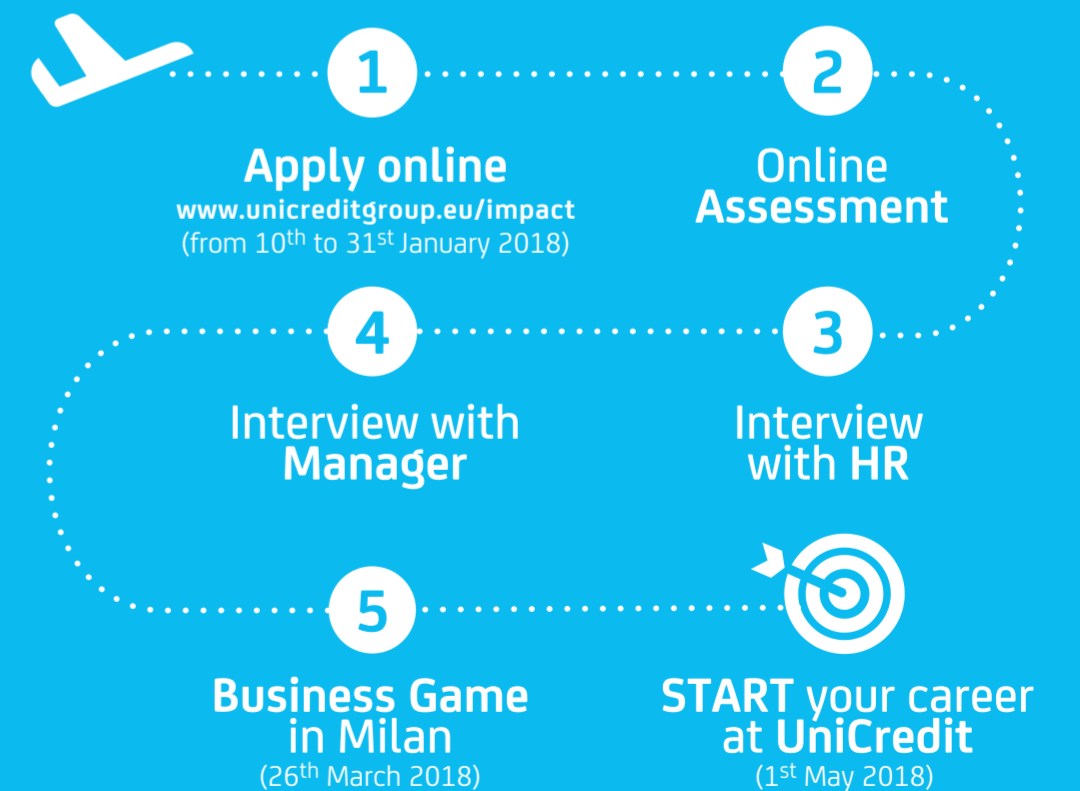 1
Apply online
www.unicreditgroup.eu/impact
(from 10th to 31st January 2018)
2
Online
Assessment
3
Interview
with HR
4
Interview with
Manager
5
Business Game
in Milan
(26th March 2018)
START your career
at UniCredit
(1st May 2018)